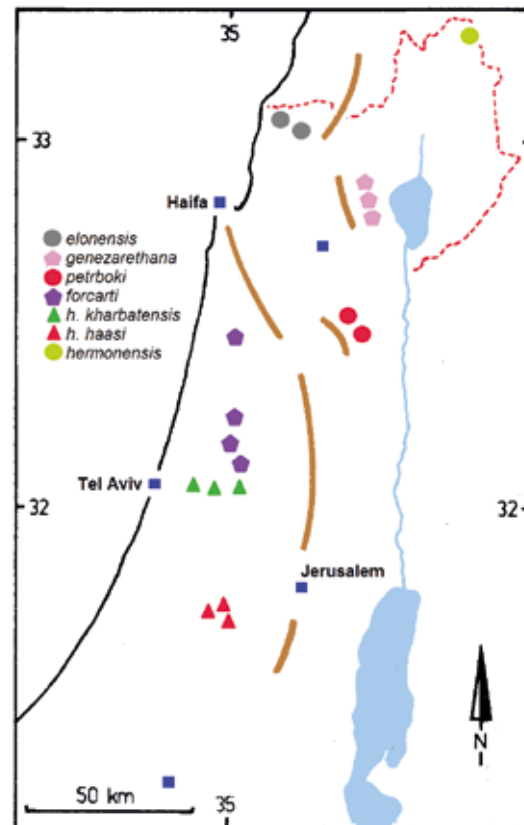 35
33
Haifa
elonensis
genezarethana
petrboki
forcarti
h. kharbatensis
h. haasi
hermonensis
Tel Aviv
32
32
Jerusalem
N
50 km
35